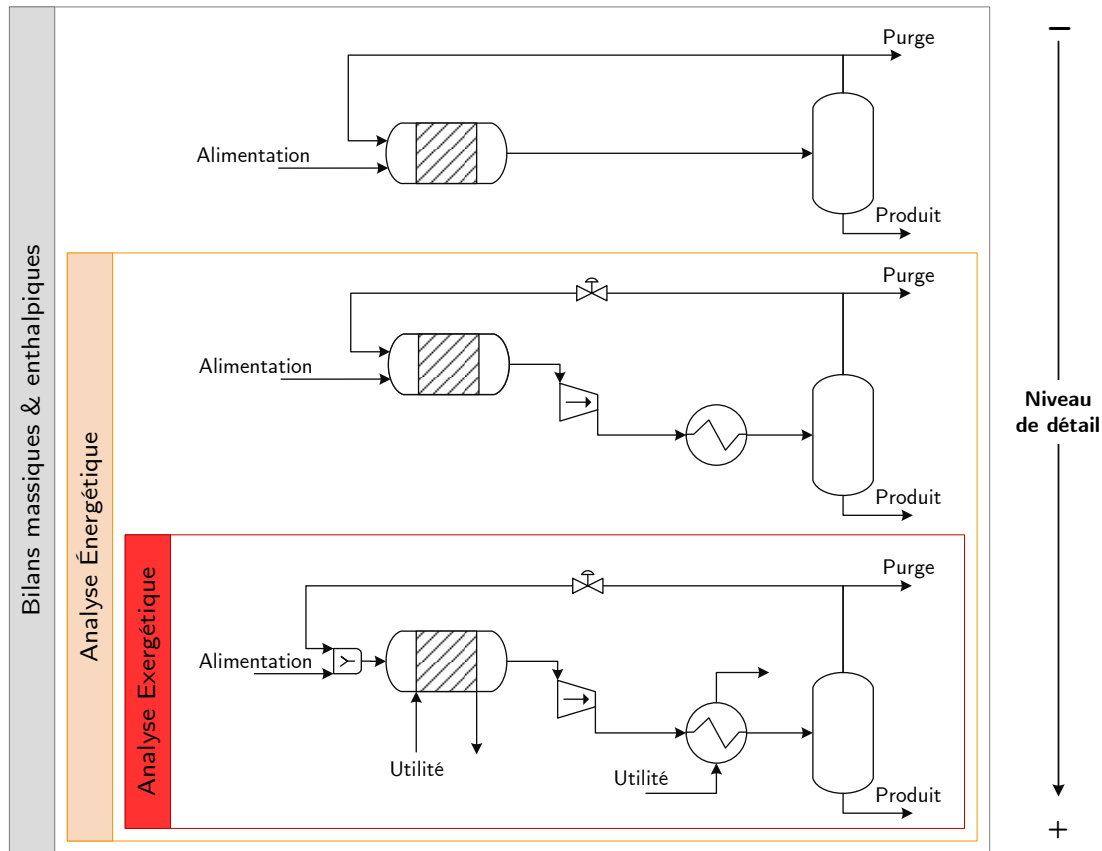 Bilans massiques & enthalpiques
Purge
Alimentation
Produit
Analyse Énergétique
Purge
Alimentation
Produit
Analyse Exergétique
Purge
Alimentation
Utilité
Utilité
Produit
−
Niveau
de détail
+